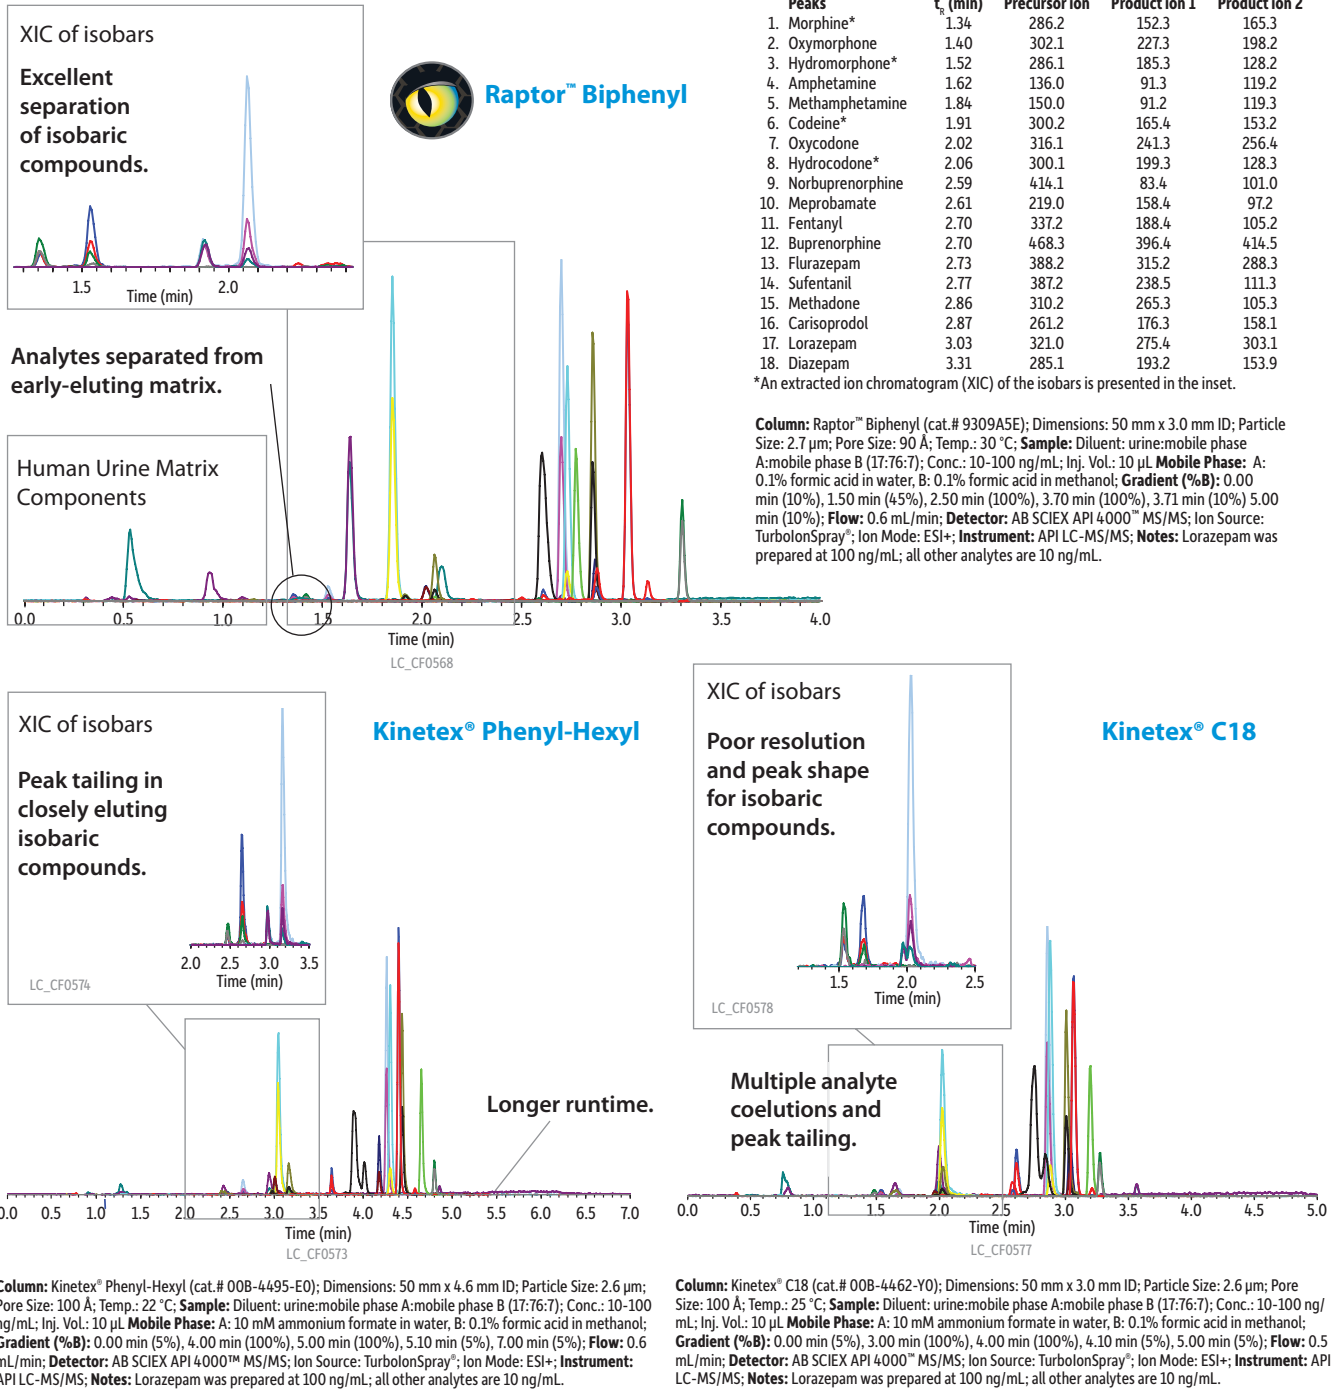 XIC of isobars
Excellent
separation
of isobaric
compounds.
1.5
2.0
Time (min)
Raptor™ Biphenyl
Peaks tR (min) Precursor Ion Product Ion 1 Product Ion 2
1. Morphine* 1.34 286.2 152.3 165.3
2. Oxymorphone 1.40 302.1 227.3 198.2
3. Hydromorphone* 1.52 286.1 185.3 128.2
4. Amphetamine 1.62 136.0 91.3 119.2
5. Methamphetamine 1.84 150.0 91.2 119.3
6. Codeine* 1.91 300.2 165.4 153.2
7. Oxycodone 2.02 316.1 241.3 256.4
8. Hydrocodone* 2.06 300.1 199.3 128.3
9. Norbuprenorphine 2.59 414.1 83.4 101.0
10. Meprobamate 2.61 219.0 158.4 97.2
11. Fentanyl 2.70 337.2 188.4 105.2
12. Buprenorphine 2.70 468.3 396.4 414.5
13. Flurazepam 2.73 388.2 315.2 288.3
14. Sufentanil 2.77 387.2 238.5 111.3
15. Methadone 2.86 310.2 265.3 105.3
16. Carisoprodol 2.87 261.2 176.3 158.1
17. Lorazepam 3.03 321.0 275.4 303.1
18. Diazepam 3.31 285.1 193.2 153.9
*An extracted ion chromatogram (XIC) of the isobars is presented in the inset.
Column: Raptor™ Biphenyl (cat.# 9309A5E); Dimensions: 50 mm x 3.0 mm ID; Particle
Size: 2.7 µm; Pore Size: 90 Å; Temp.: 30 °C; Sample: Diluent: urine:mobile phase
A:mobile phase B (17:76:7); Conc.: 10-100 ng/mL; Inj. Vol.: 10 µL Mobile Phase: A:
0.1% formic acid in water, B: 0.1% formic acid in methanol; Gradient (%B): 0.00
min (10%), 1.50 min (45%), 2.50 min (100%), 3.70 min (100%), 3.71 min (10%) 5.00
min (10%); Flow: 0.6 mL/min; Detector: AB SCIEX API 4000™ MS/MS; Ion Source:
TurboIonSpray®; Ion Mode: ESI+; Instrument: API LC-MS/MS; Notes: Lorazepam was
prepared at 100 ng/mL; all other analytes are 10 ng/mL.
Analytes separated from
early-eluting matrix.
Human Urine Matrix
Components
0.0 0.5 1.0 1.5 2.0 2.5 3.0 3.5 4.0
Time (min)
LC_CF0568
XIC of isobars
Peak tailing in
closely eluting
isobaric
compounds.
2.0 2.5 3.0 3.5
Time (min)
LC_CF0574
Kinetex® Phenyl-Hexyl
Longer runtime.
0.0 0.5 1.0 1.5 2.0 2.5 3.0 3.5 4.0 4.5 5.0 5.5 6.0 6.5 7.0
Time (min)
LC_CF0573
Column: Kinetex® Phenyl-Hexyl (cat.# 00B-4495-E0); Dimensions: 50 mm x 4.6 mm ID; Particle Size: 2.6 µm;
Pore Size: 100 Å; Temp.: 22 °C; Sample: Diluent: urine:mobile phase A:mobile phase B (17:76:7); Conc.: 10-100
ng/mL; Inj. Vol.: 10 µL Mobile Phase: A: 10 mM ammonium formate in water, B: 0.1% formic acid in methanol;
Gradient (%B): 0.00 min (5%), 4.00 min (100%), 5.00 min (100%), 5.10 min (5%), 7.00 min (5%); Flow: 0.6
mL/min; Detector: AB SCIEX API 4000™ MS/MS; Ion Source: TurboIonSpray®; Ion Mode: ESI+; Instrument:
API LC-MS/MS; Notes: Lorazepam was prepared at 100 ng/mL; all other analytes are 10 ng/mL.
XIC of isobars
Poor resolution
and peak shape
for isobaric
compounds.
1.5 2.0 2.5
Time (min)
LC_CF0578
Kinetex® C18
Multiple analyte
coelutions and
peak tailing.
0.0 0.5 1.0 1.5 2.0 2.5 3.0 3.5 4.0 4.5 5.0
Time (min)
LC_CF0577
Column: Kinetex® C18 (cat.# 00B-4462-Y0); Dimensions: 50 mm x 3.0 mm ID; Particle Size: 2.6 µm; Pore
Size: 100 Å; Temp.: 25 °C; Sample: Diluent: urine:mobile phase A:mobile phase B (17:76:7); Conc.: 10-100 ng/
mL; Inj. Vol.: 10 µL Mobile Phase: A: 10 mM ammonium formate in water, B: 0.1% formic acid in methanol;
Gradient (%B): 0.00 min (5%), 3.00 min (100%), 4.00 min (100%), 4.10 min (5%), 5.00 min (5%); Flow: 0.5
mL/min; Detector: AB SCIEX API 4000™ MS/MS; Ion Source: TurboIonSpray®; Ion Mode: ESI+; Instrument: API
LC-MS/MS; Notes: Lorazepam was prepared at 100 ng/mL; all other analytes are 10 ng/mL.